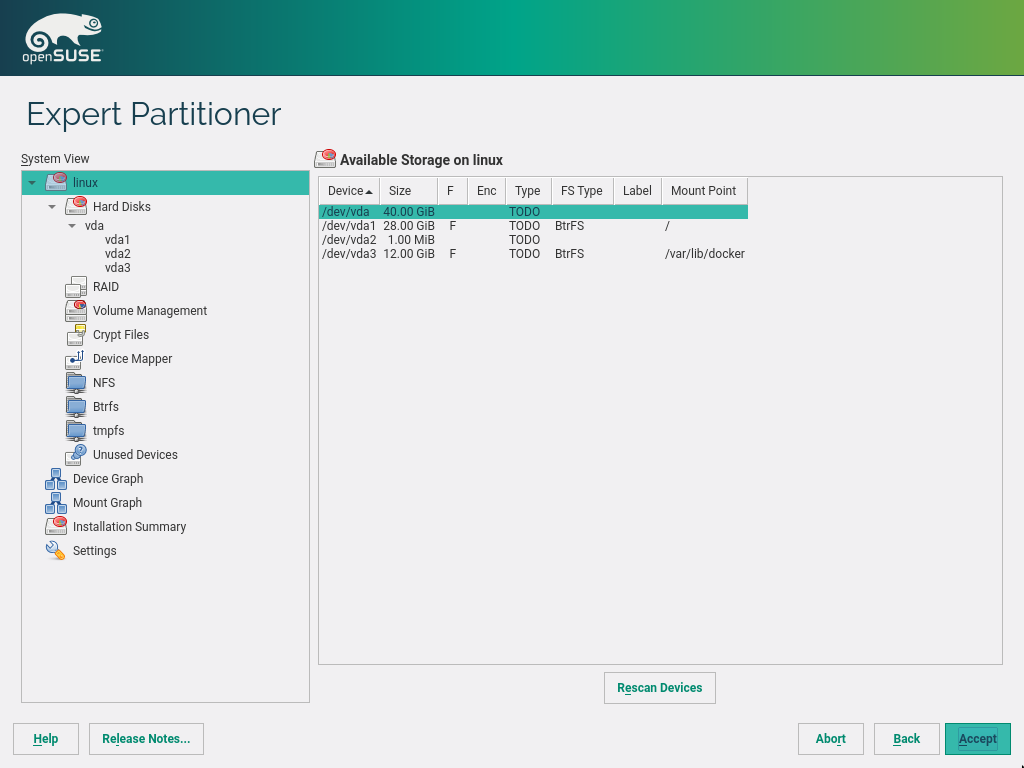 openSUSE
Expert Partitioner
System View
linux
Hard Disks
vda
vda1
vda2
vda3
RAID
Volume Management
Crypt Files
Device Mapper
NFS
Btrfs
tmpfs
Unused Devices
Device Graph
Mount Graph
Installation Summary
Settings
Available Storage on linux
Device Size F Enc Type FS Type Label Mount Point
/dev/vda 40.00 GiB TODO
/dev/vda1 28.00 GiB F TODO BtrFS /
/dev/vda2 1.00 MiB TODO
/dev/vda3 12.00 GiB F TODO BtrFS /var/lib/docker
Rescan Devices
Help Release Notes... Abort Back Accept